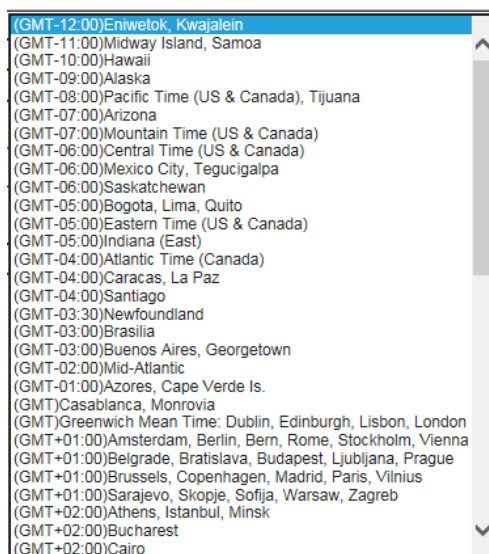 (GMT-12:00)Eniwetok, Kwajalein
(GMT-11:00)Midway Island, Samoa
(GMT-10:00)Hawaii
(GMT-09:00)Alaska
(GMT-08:00)Pacific Time (US & Canada), Tijuana
(GMT-07:00)Arizona
(GMT-07:00)Mountain Time (US & Canada)
(GMT-06:00)Central Time (US & Canada)
(GMT-06:00)Mexico City, Tegucigalpa
(GMT-06:00)Saskatchewan
(GMT-05:00)Bogota, Lima, Quito
(GMT-05:00)Eastern Time (US & Canada)
(GMT-05:00)Indiana (East)
(GMT-04:00)Atlantic Time (Canada)
(GMT-04:00)Caracas, La Paz
(GMT-04:00)Santiago
(GMT-03:30)Newfoundland
(GMT-03:00)Brasilia
(GMT-03:00)Buenos Aires, Georgetown
(GMT-02:00)Mid-Atlantic
(GMT-01:00)Azores, Cape Verde Is.
(GMT)Casablanca, Monrovia
(GMT)Greenwich Mean Time: Dublin, Edinburgh, Lisbon, London
(GMT+01:00)Amsterdam, Berlin, Bern, Rome, Stockholm, Vienna
(GMT+01:00)Belgrade, Bratislava, Budapest, Ljubljana, Prague
(GMT+01:00)Brussels, Copenhagen, Madrid, Paris, Vilnius
(GMT+01:00)Sarajevo, Skopje, Sofija, Warsaw, Zagreb
(GMT+02:00)Athens, Istanbul, Minsk
(GMT+02:00)Bucharest
(GMT+02:00)Cairo